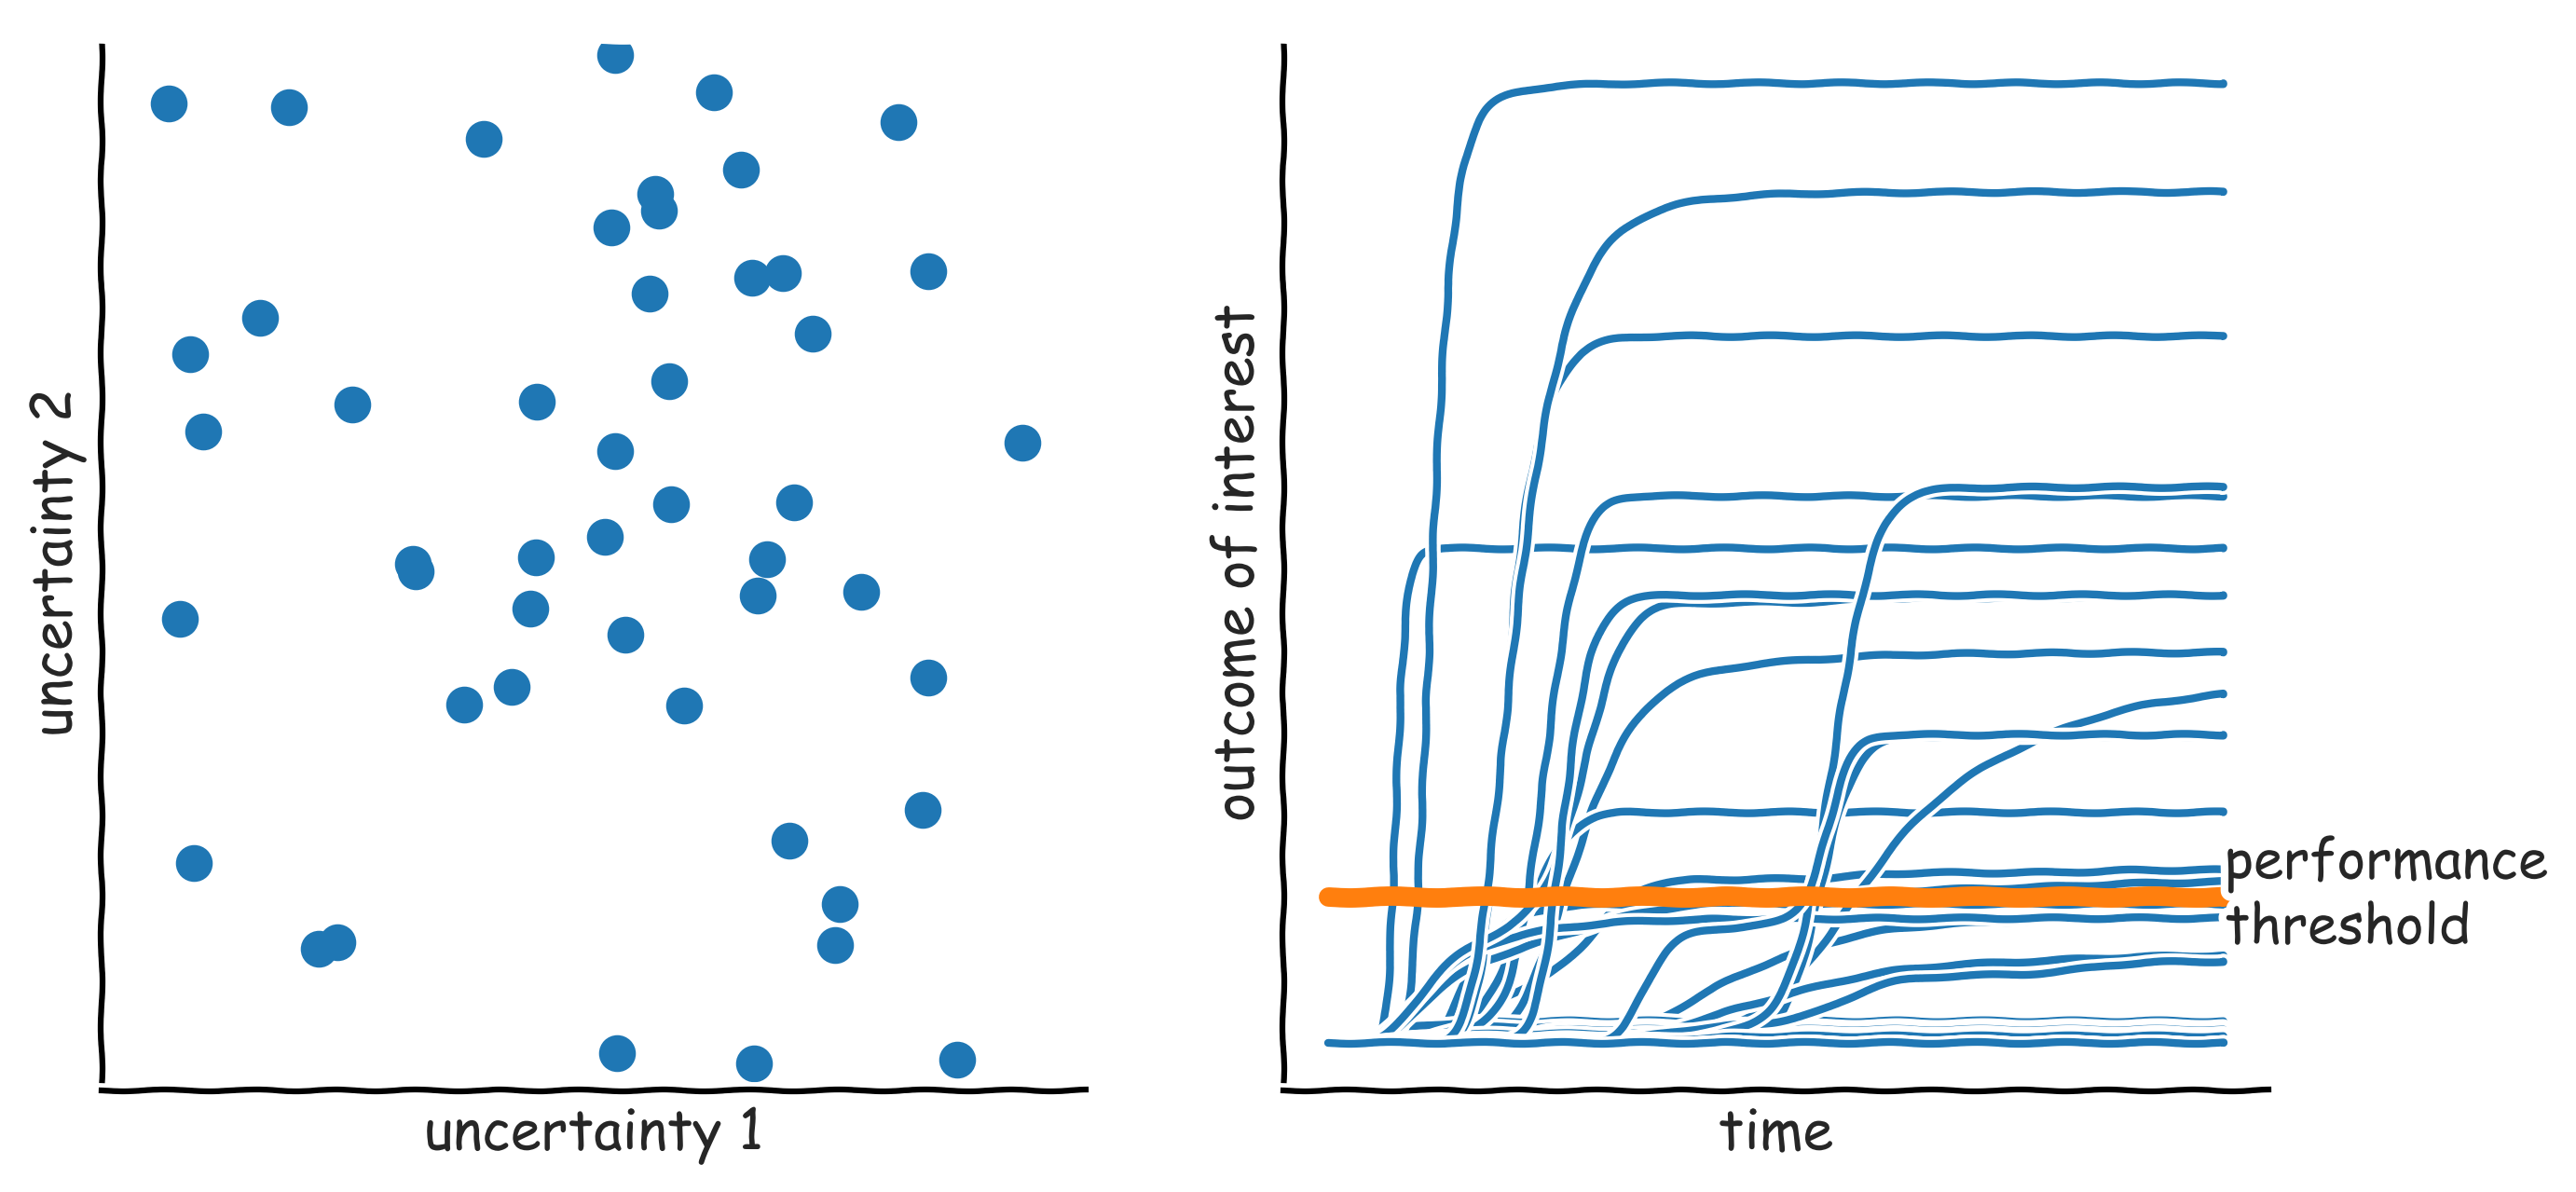 uncertainty 2
uncertainty 1
outcome of interest
time
performance
threshold